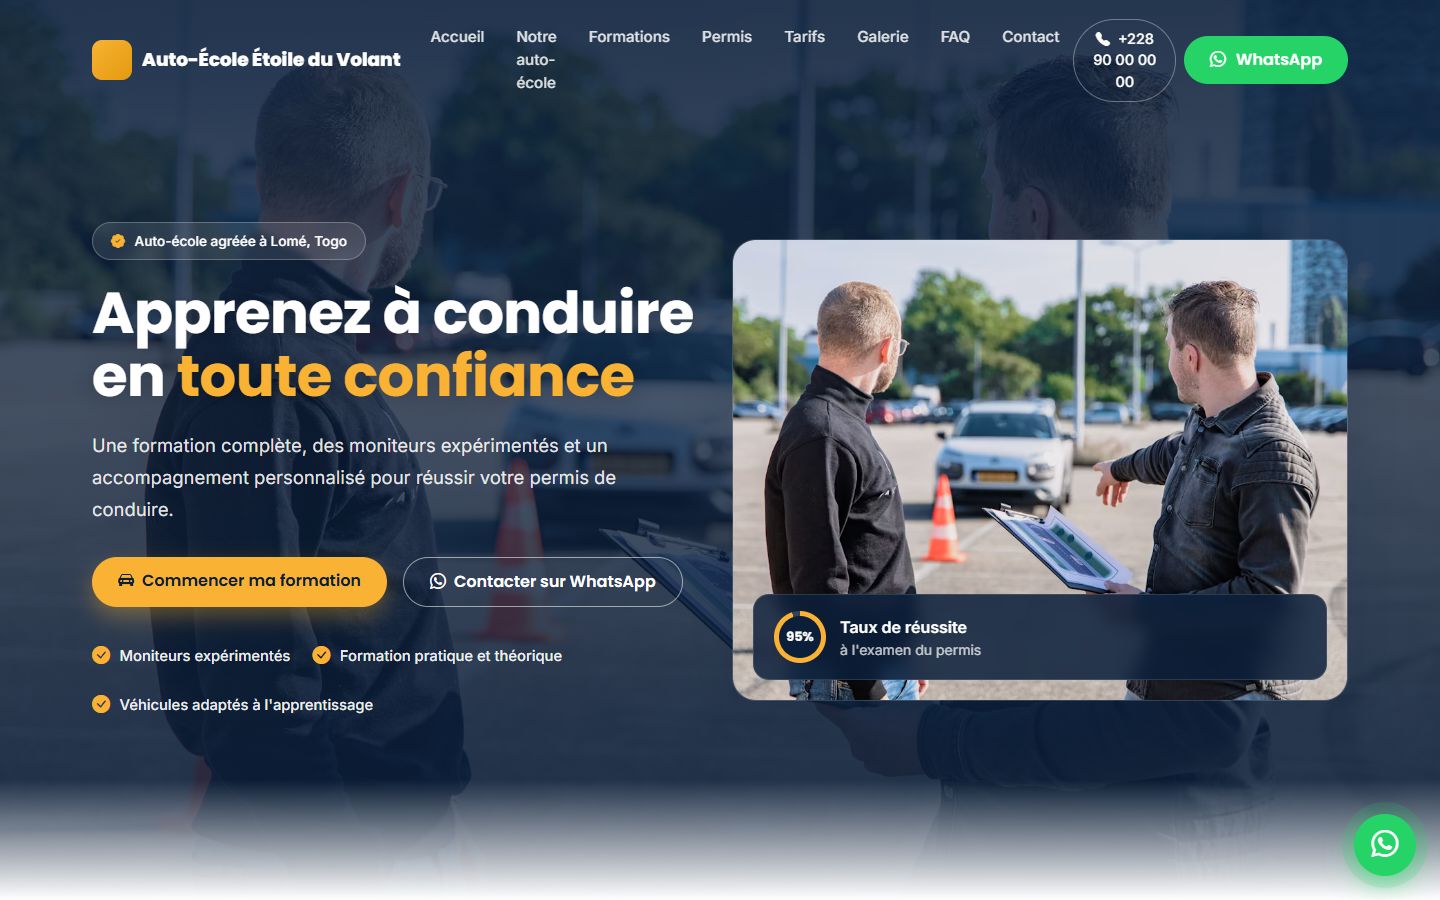 Auto-École Étoile du Volant
Accueil
Notre
auto-
école
Formations
Permis
Tarifs
Galerie
FAQ
Contact
+228
90 00 00
00
WhatsApp
Auto-école agréée à Lomé, Togo
Apprenez à conduire
en toute confiance
Une formation complète, des moniteurs expérimentés et un
accompagnement personnalisé pour réussir votre permis de
conduire.
Commencer ma formation
Contacter sur WhatsApp
Moniteurs expérimentés
Formation pratique et théorique
Véhicules adaptés à l'apprentissage
95%
Taux de réussite
à l'examen du permis